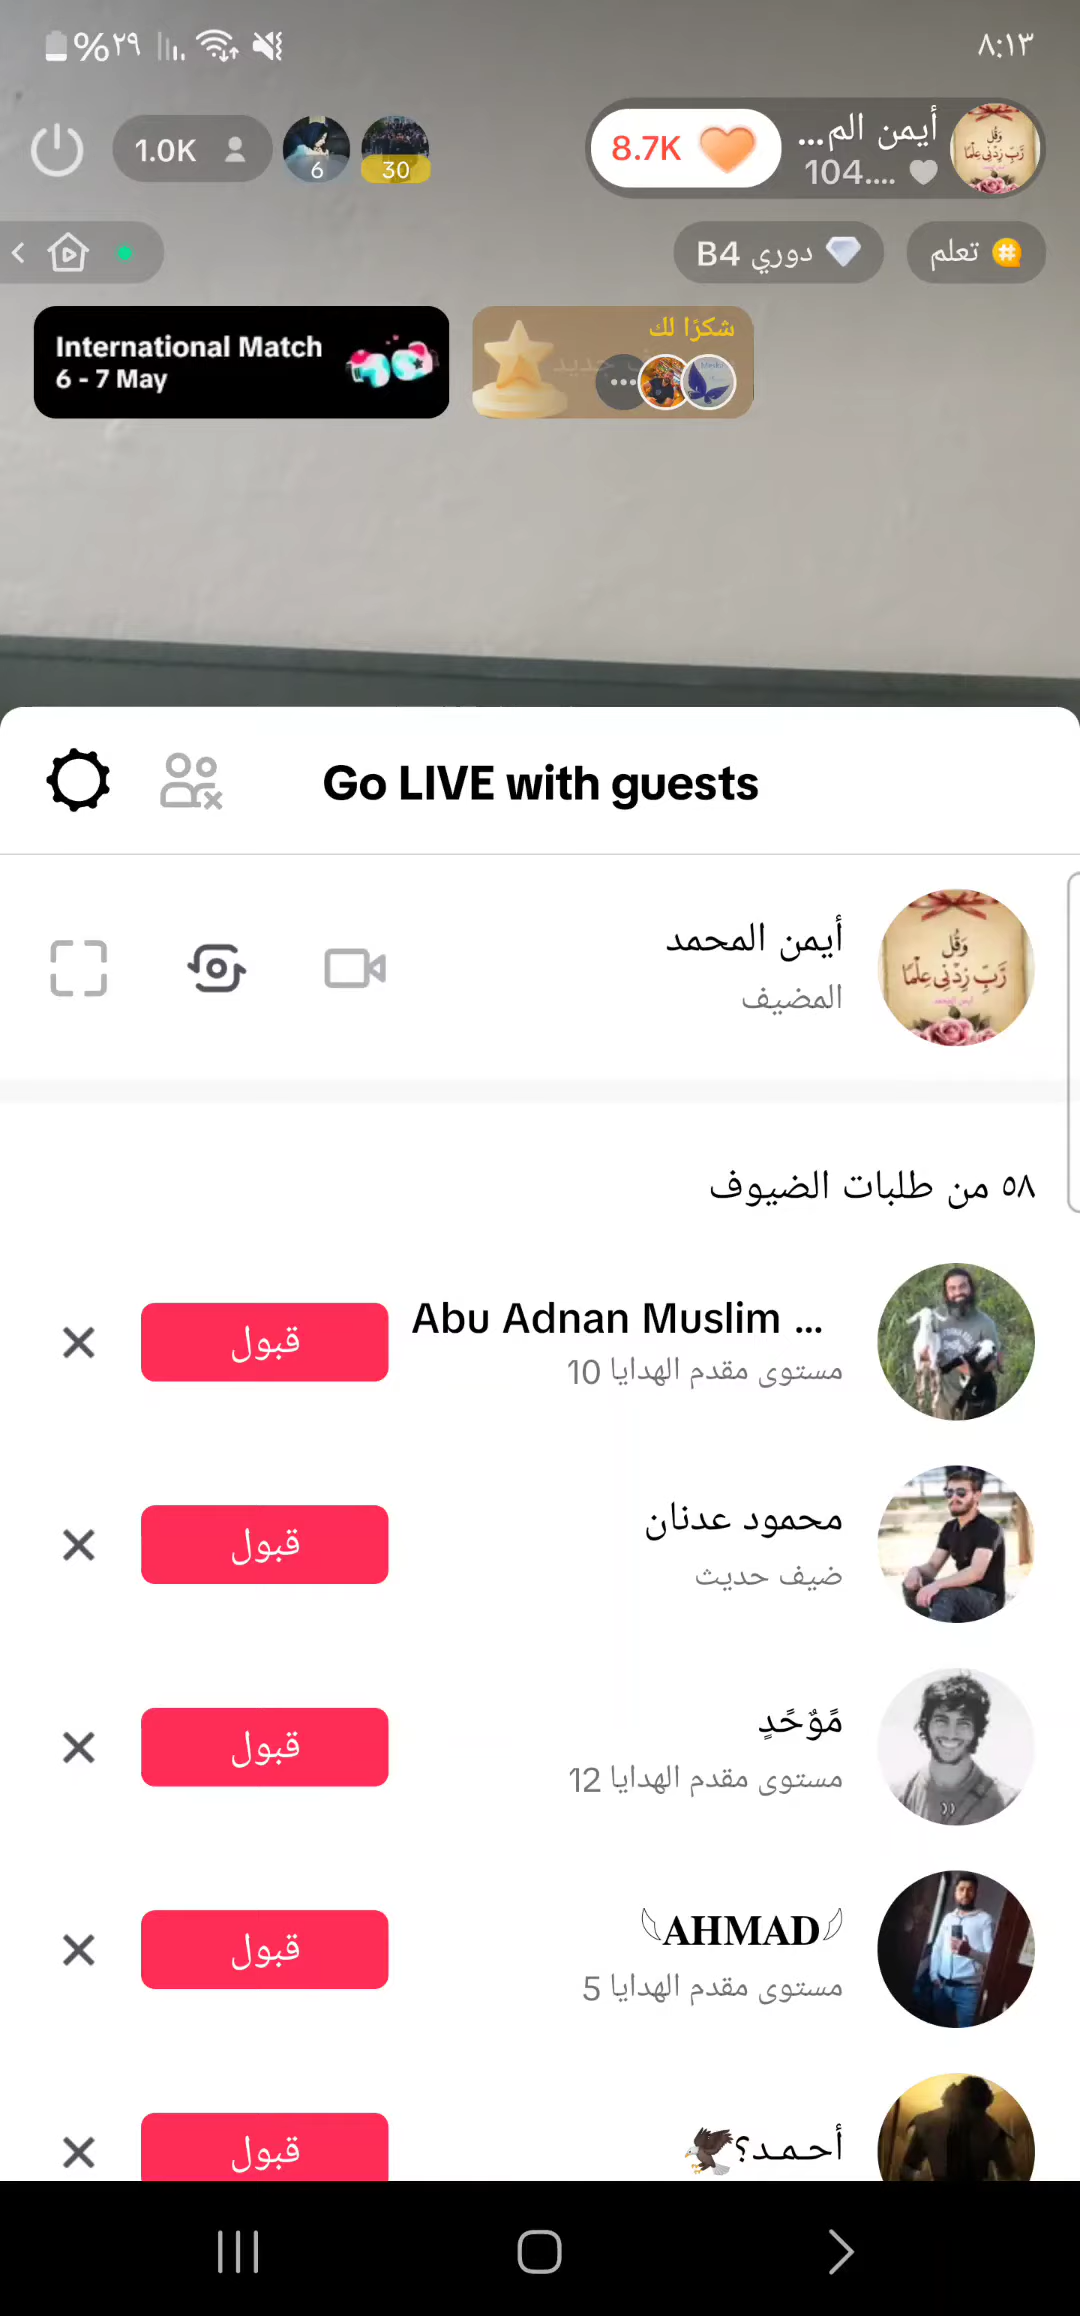 ٨:١٣
%٢٩
أيمن الم...
104....
8.7K
30
6
1.0K
تعلم
دوري B4
شكرًا لك
International Match
6 - 7 May
Go LIVE with guests
وَقُل
رَّبِّ زِدْنِي عِلْمًا
أيمن المحمد
المضيف
٥٨ من طلبات الضيوف
Abu Adnan Muslim ...
مستوى مقدم الهدايا 10
قبول
محمود عدنان
ضيف حديث
قبول
مًوٌحًدٍ
مستوى مقدم الهدايا 12
قبول
AHMAD
مستوى مقدم الهدايا 5
قبول
أحـمـد؟🦅
قبول